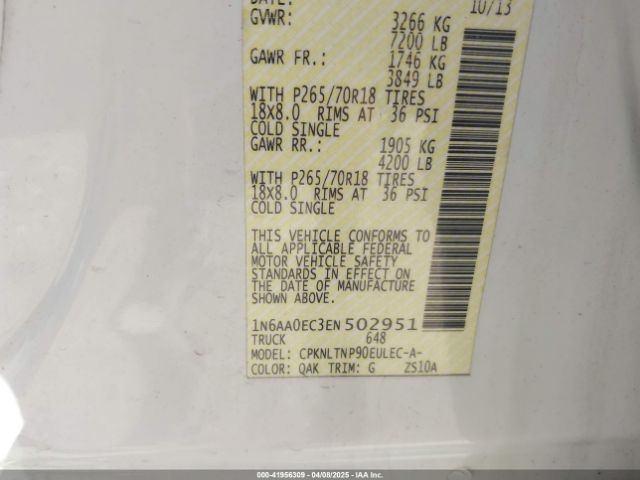 DATE: 10/13
GVWR: 3266 KG
7200 LB
GAWR FR.: 1746 KG
3849 LB
WITH P265/70R18 TIRES
18X8.0 RIMS AT 36 PSI
COLD SINGLE
GAWR RR.: 1905 KG
4200 LB
WITH P265/70R18 TIRES
18X8.0 RIMS AT 36 PSI
COLD SINGLE
THIS VEHICLE CONFORMS TO
ALL APPLICABLE FEDERAL
MOTOR VEHICLE SAFETY
STANDARDS IN EFFECT ON
THE DATE OF MANUFACTURE
SHOWN ABOVE.
1N6AA0EC3EN502951
TRUCK 648
MODEL: CPKNLTNP90EULEC-A-
COLOR: QAK TRIM: G ZS10A
000-41956309 - 04/08/2025 - IAA Inc.